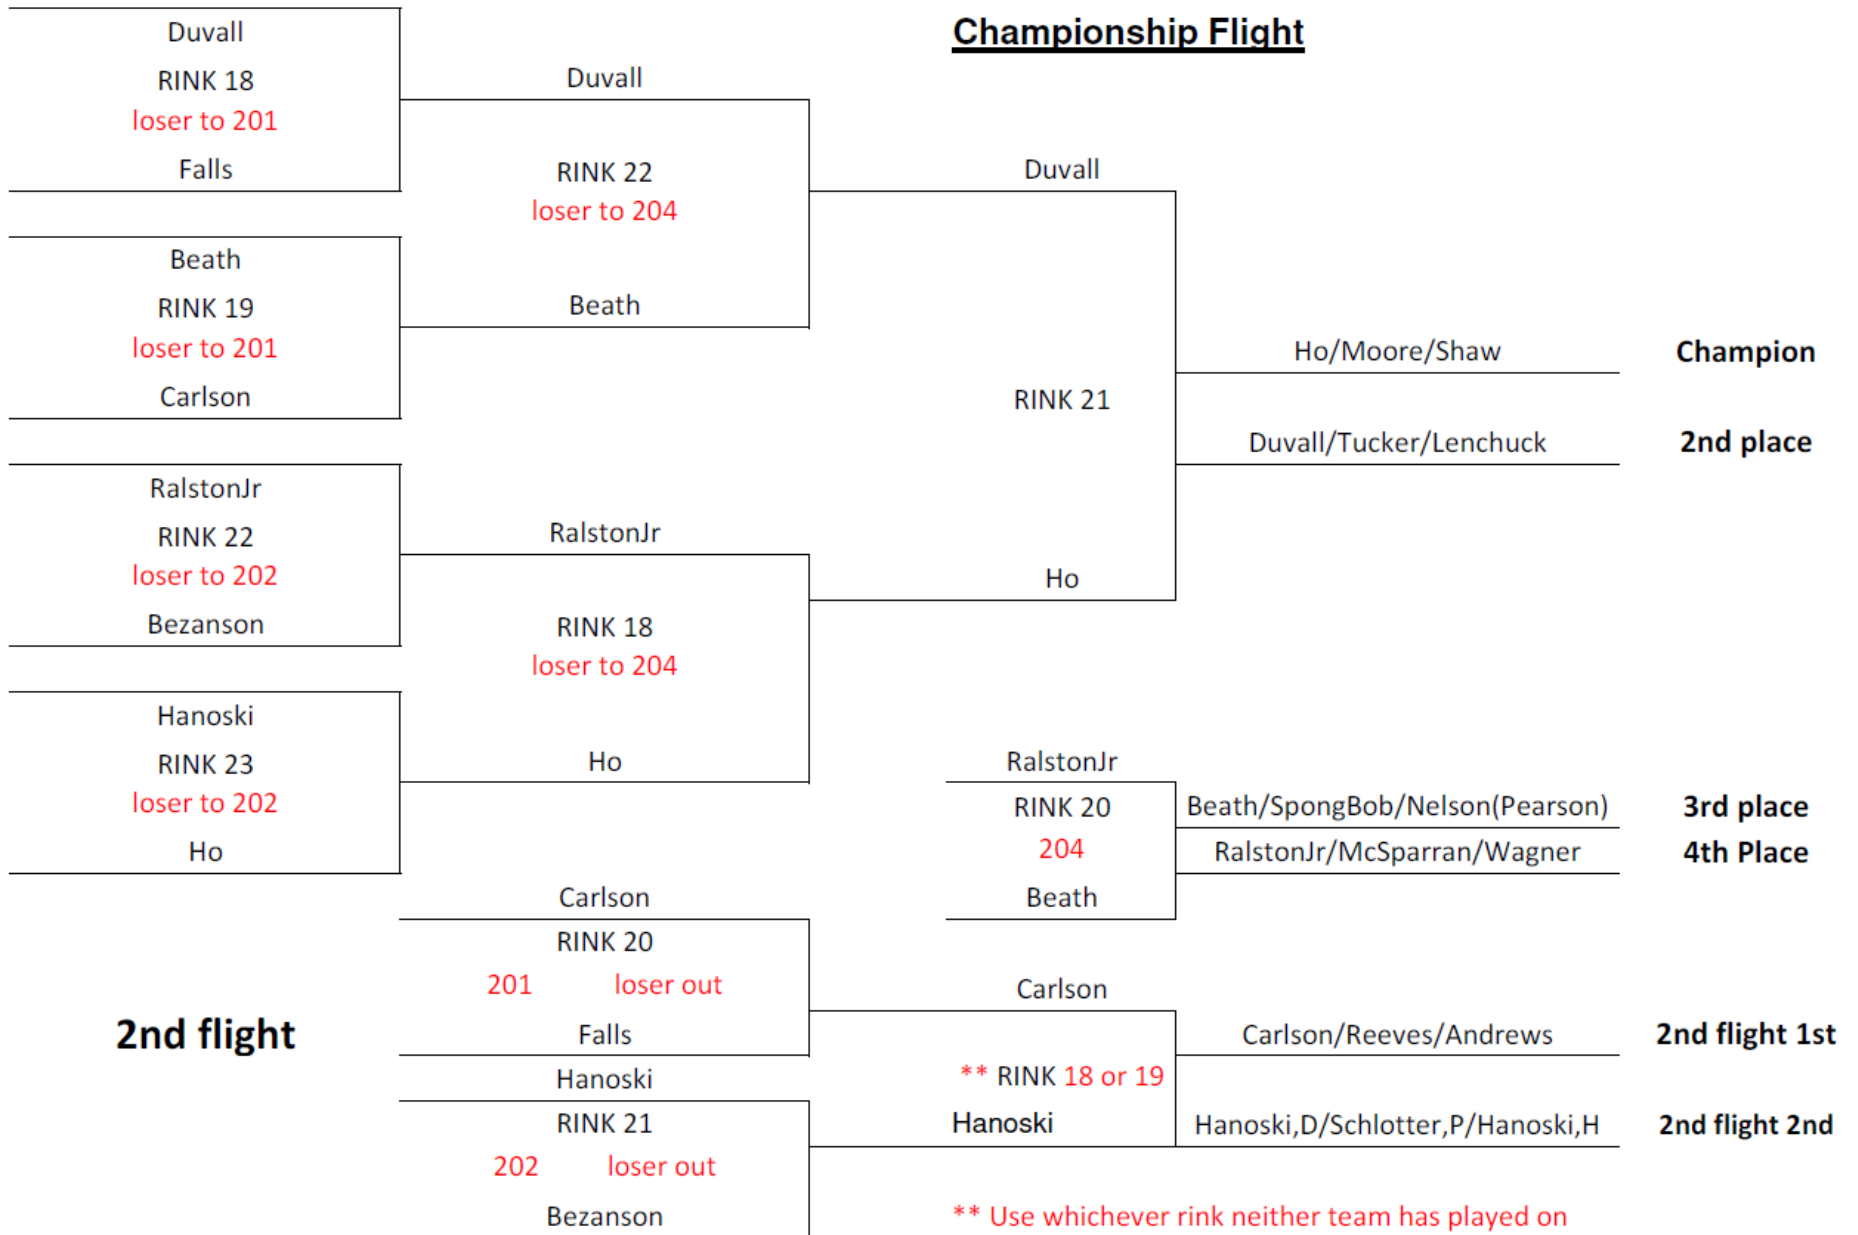 Championship Flight
Duvall
RINK 18
loser to 201
Falls
Beath
RINK 19
loser to 201
Carlson
RalstonJr
RINK 22
loser to 202
Bezanson
Hanoski
RINK 23
loser to 202
Ho
Duvall
RINK 22
loser to 204
Beath
RalstonJr
RINK 18
loser to 204
Ho
Duvall
RINK 21
Ho
Ho/Moore/Shaw Champion
Duvall/Tucker/Lenchuck 2nd place
RalstonJr
RINK 20
204
Beath
Beath/SpongBob/Nelson(Pearson) 3rd place
RalstonJr/McSparran/Wagner 4th Place
2nd flight
Carlson
RINK 20
201 loser out
Falls
Hanoski
RINK 21
202 loser out
Bezanson
Carlson
** RINK 18 or 19
Hanoski
Carlson/Reeves/Andrews 2nd flight 1st
Hanoski,D/Schlotter,P/Hanoski,H 2nd flight 2nd
** Use whichever rink neither team has played on